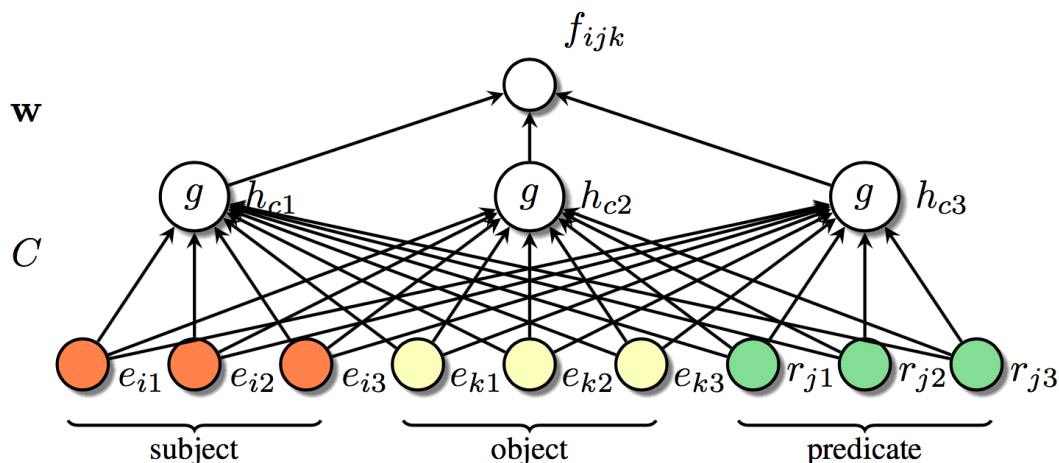 f_{ijk}
w
g h_{c1} g h_{c2} g h_{c3}
C
e_{i1} e_{i2} e_{i3} e_{k1} e_{k2} e_{k3} r_{j1} r_{j2} r_{j3}
subject object predicate